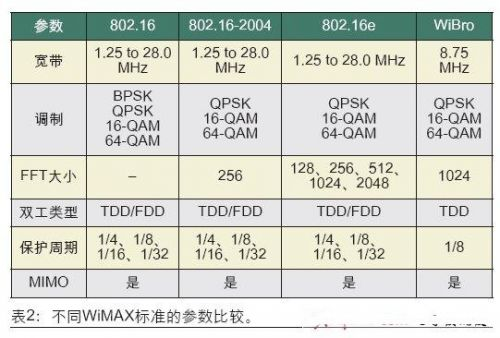 参数 802.16 802.16-2004 802.16e WiBro
宽带 1.25 to 28.0 MHz 1.25 to 28.0 MHz 1.25 to 28.0 MHz 8.75 MHz
调制 BPSK QPSK 16-QAM 64-QAM QPSK 16-QAM 64-QAM QPSK 16-QAM 64-QAM QPSK 16-QAM 64-QAM
FFT大小 – 256 128、256、512、1024、2048 1024
双工类型 TDD/FDD TDD/FDD TDD/FDD TDD
保护周期 1/4、1/8、1/16、1/32 1/4、1/8、1/16、1/32 1/4、1/8、1/16、1/32 1/8
MIMO 是 是 是 是
表2：不同WiMAX标准的参数比较。